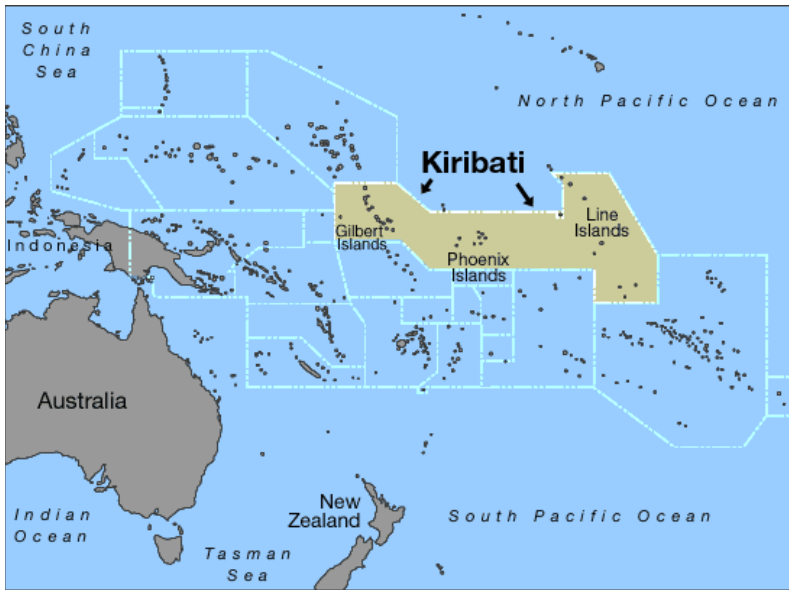 South
China
Sea
North Pacific Ocean
Kiribati
Line
Islands
Gilbert
Islands
Indonesia
Phoenix
Islands
Australia
New
Zealand
Indian
Ocean
South Pacific Ocean
Tasman
Sea